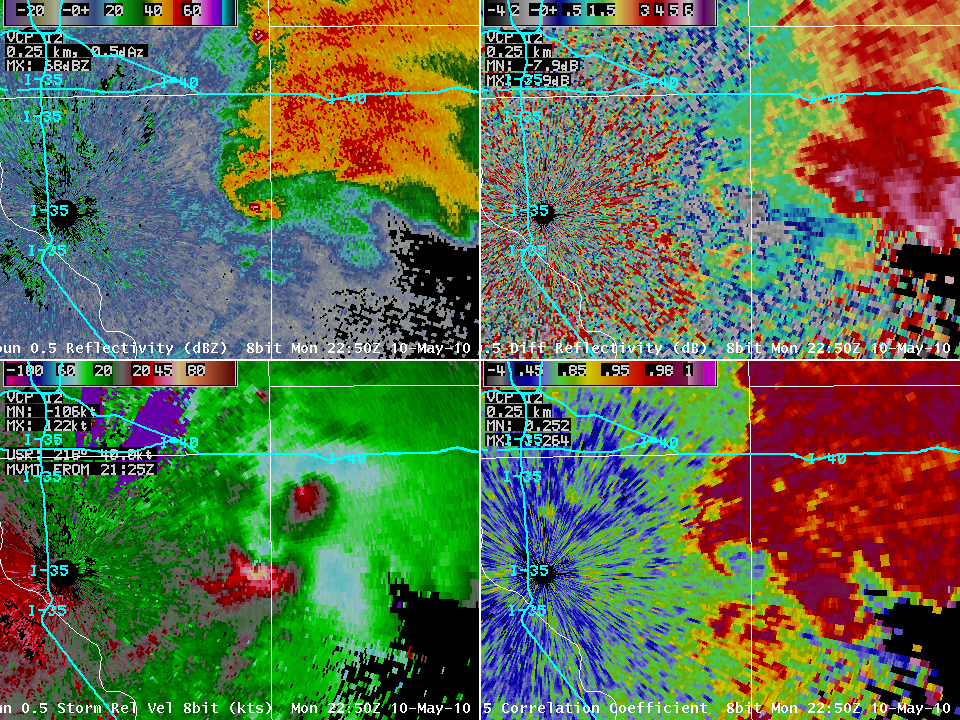 -20 -0+ 20 40 60
VCP 12
0.25 km, 0.5dAz
MX: 68dBZ
I-35
I-40
I-40
I-35
I-35
I-35
0.5 Reflectivity (dBZ) 8bit Mon 22:50Z 10-May-10
-4 -2 -0+ .5 1.5 3 4 5 6
VCP 12
0.25 km
MN: -7.9dB
I-35
I-40
I-40
I-35
I-35
I-35
.5 Diff Reflectivity (dB) 8bit Mon 22:50Z 10-May-10
-100 60 20 20 45 80
VCP 12
MN: -106kt
MX: 122kt
I-35
I-40
I-40
MVMT FROM 21:25Z
I-35
I-35
I-35
0.5 Storm Rel Vel 8bit (kts) Mon 22:50Z 10-May-10
.45 .85 .95 .98 1
VCP 12
0.25 km
MN: 0.252
I-35
I-40
I-40
I-35
I-35
I-35
5 Correlation Coefficient 8bit Mon 22:50Z 10-May-10